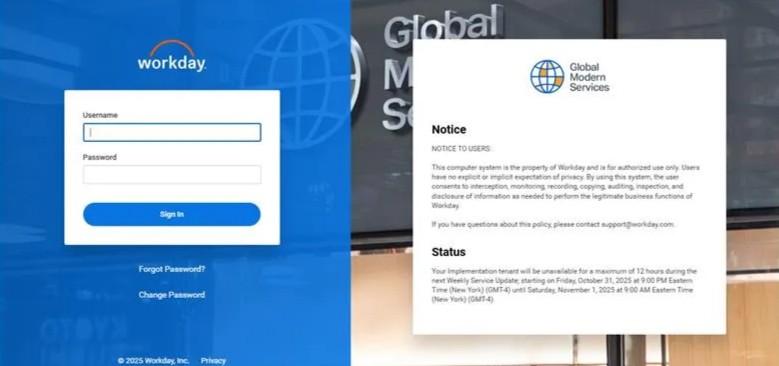 workday.
Username
Password
Sign In
Forgot Password?
Change Password
© 2025 Workday, Inc. Privacy
Global
M
Se
Global
Modern
Services
Notice
NOTICE TO USERS:
This computer system is the property of Workday and is for authorized use only. Users
have no explicit or implicit expectation of privacy. By using this system, the user
consents to interception, monitoring, recording, copying, auditing, inspection, and
disclosure of information as needed to perform the legitimate business functions of
Workday.
If you have questions about this policy, please contact support@workday.com.
Status
Your Implementation tenant will be unavailable for a maximum of 12 hours during the
next Weekly Service Update; starting on Friday, October 31, 2025 at 9:00 PM Eastern
Time (New York) (GMT-4) until Saturday, November 1, 2025 at 9:00 AM Eastern Time
(New York) (GMT-4).